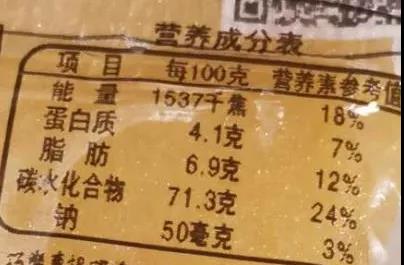 营养成分表
项 目 每100克 营养素参考值
能 量 1537千焦 18%
蛋白质 4.1克 7%
脂 肪 6.9克 12%
碳水化合物 71.3克 24%
钠 50毫克 3%